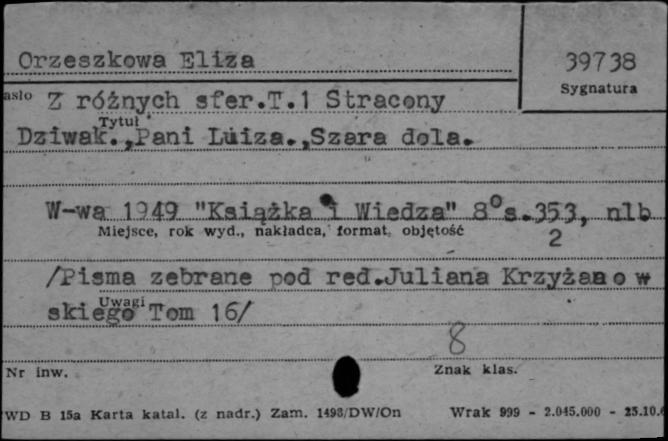 Orzeszkowa Eliza
39738
Sygnatura
asło Z różnych sfer.T.1 Stracony
Tytuł
Dziwak.,Pani Luiza.,Szara dola.
W-wa 1949 "Książka i Wiedza" 8°s.353, nlb
Miejsce, rok wyd., nakładca, format, objętość
2
/Pisma zebrane pod red.Juliana Krzyżanow
Uwagi
skiego Tom 16/
8
Nr inw.
Znak klas.
WD B 15a Karta katal. (z nadr.) Zam. 1493/DW/On Wrak 999 - 2.045.000 - 25.10.